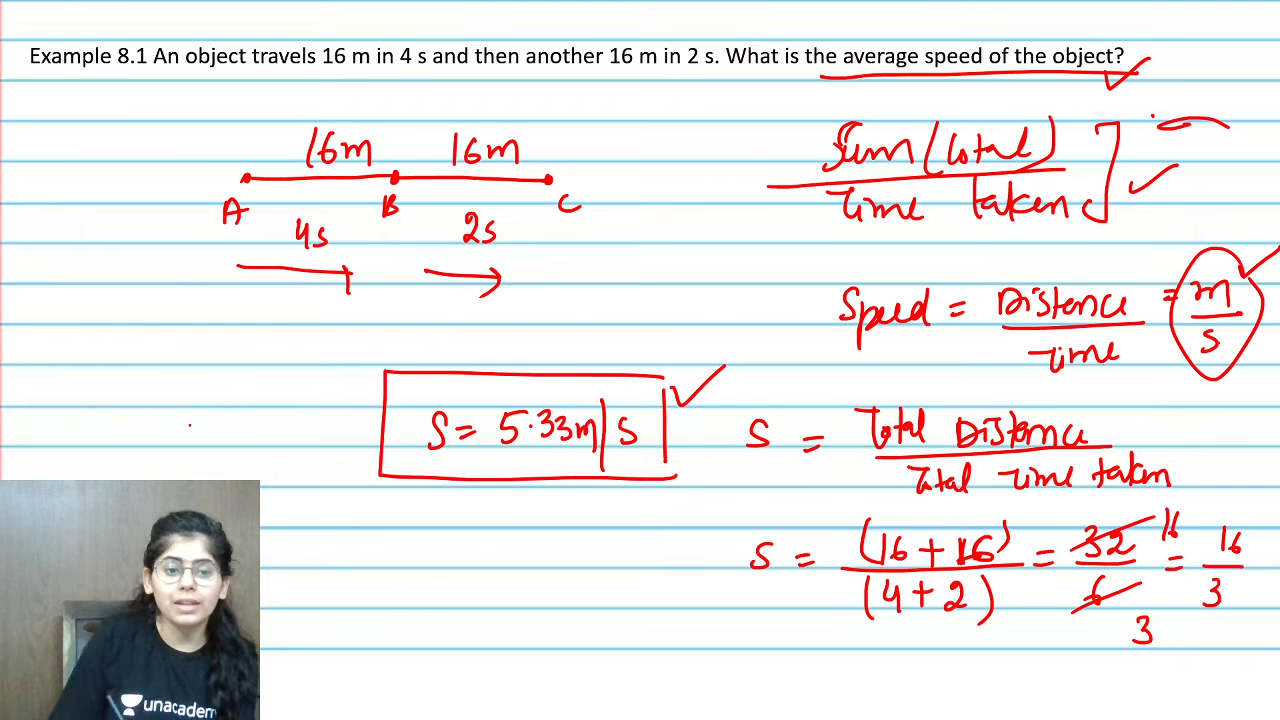 Example 8.1 An object travels 16 m in 4 s and then another 16 m in 2 s. What is the average speed of the object?
16m 16m
A B C
4s 2s
Sum (total)
Time taken
Speed = Distance / Time = m / s
S = 5.33m|s
S = Total Distance / Total Time taken
S = (16+16) / (4+2) = 32 / 6 = 16 / 3
16
3
unacademy